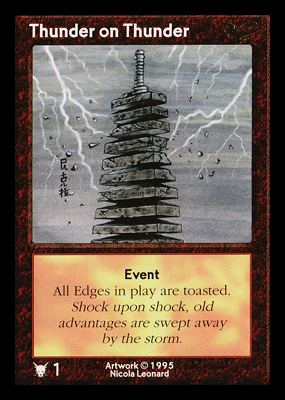 Thunder on Thunder
Event
All Edges in play are toasted.
Shock upon shock, old
advantages are swept away
by the storm.
1
Artwork © 1995
Nicola Leonard